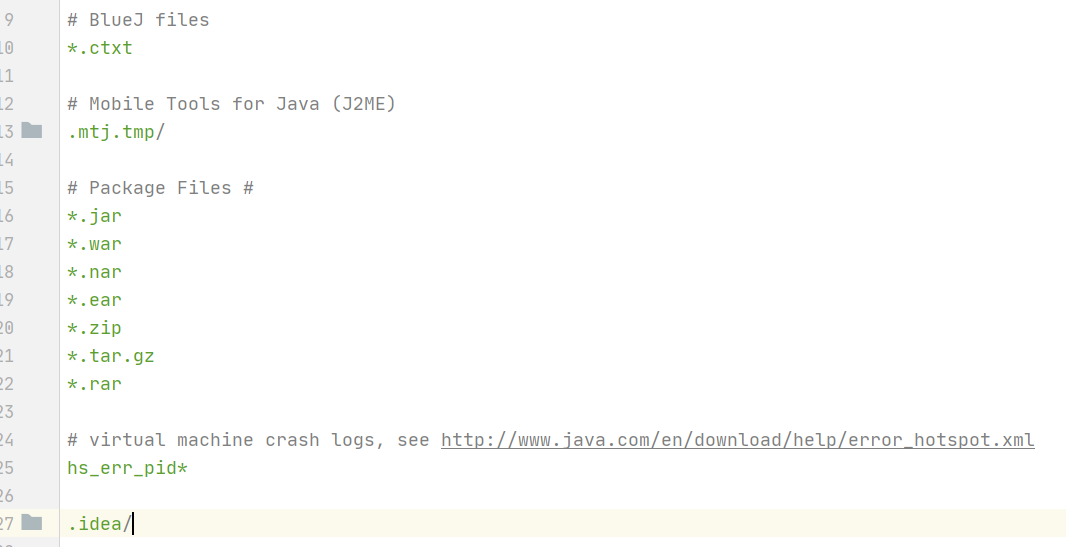 9 # BlueJ files
10 *.ctxt
11
12 # Mobile Tools for Java (J2ME)
13 .mtj.tmp/
14
15 # Package Files #
16 *.jar
17 *.war
18 *.nar
19 *.ear
20 *.zip
21 *.tar.gz
22 *.rar
23
24 # virtual machine crash logs, see http://www.java.com/en/download/help/error_hotspot.xml
25 hs_err_pid*
26
27 .idea/